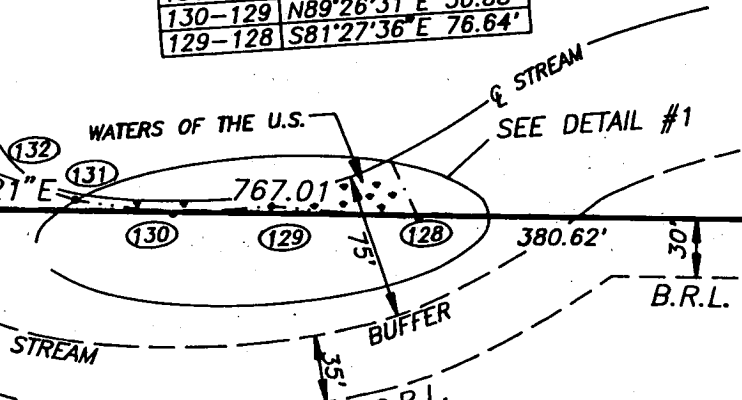 130-129 N89°26'31"E
129-128 S81°27'36"E 76.64'
℄ STREAM
WATERS OF THE U.S.
SEE DETAIL #1
132
131
21"E
767.01
130
129
128
75'
380.62'
30'
B.R.L.
BUFFER
STREAM
35'
B.R.L.